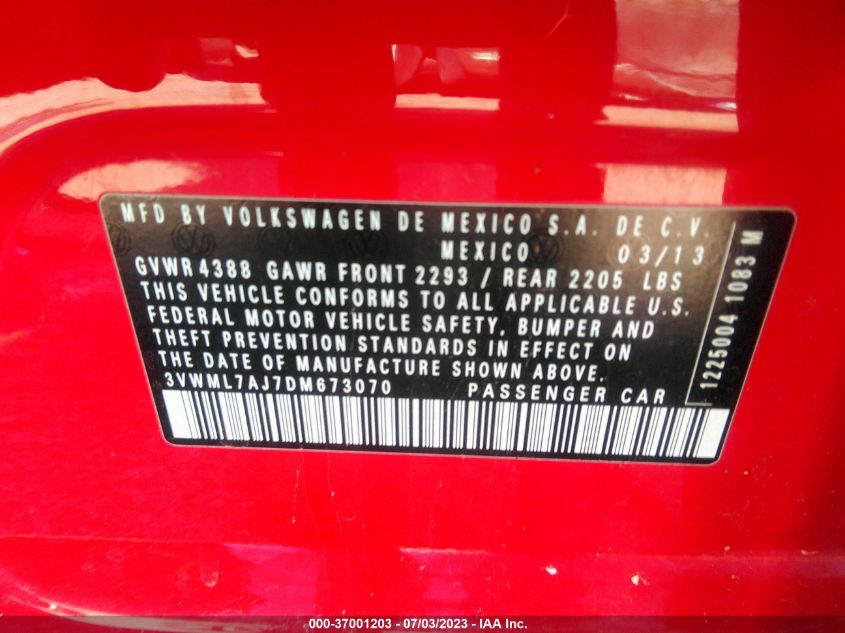 MFD BY VOLKSWAGEN DE MEXICO S.A. DE C.V.
MEXICO 03/13
GVWR 4388 GAWR FRONT 2293 / REAR 2205 LBS
THIS VEHICLE CONFORMS TO ALL APPLICABLE U.S.
FEDERAL MOTOR VEHICLE SAFETY, BUMPER AND
THEFT PREVENTION STANDARDS IN EFFECT ON
THE DATE OF MANUFACTURE SHOWN ABOVE.
3VWML7AJ7DM673070 PASSENGER CAR
1225004 1083 M
000-37001203 - 07/03/2023 - IAA Inc.